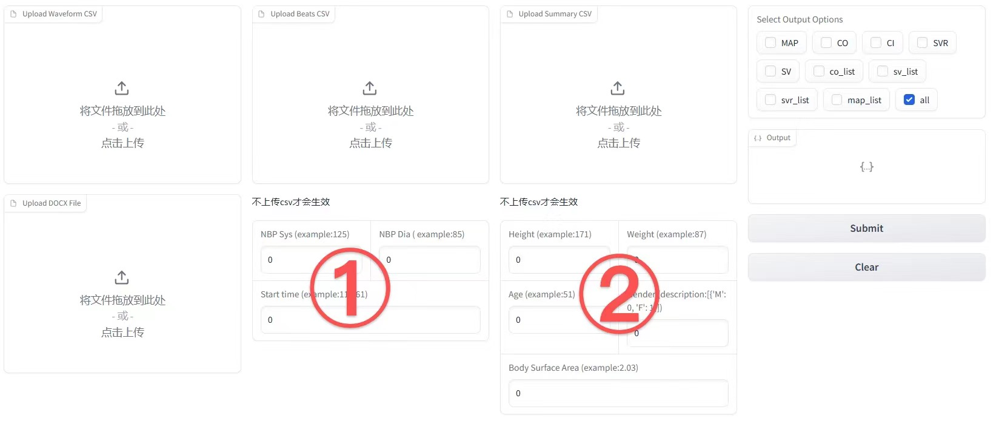 Upload Waveform CSV
将文件拖放到此处
- 或 -
点击上传
Upload Beats CSV
将文件拖放到此处
- 或 -
点击上传
Upload Summary CSV
将文件拖放到此处
- 或 -
点击上传
Select Output Options
MAP CO CI SVR
SV co_list sv_list
svr_list map_list all
Output
{...}
Submit
Clear
Upload DOCX File
将文件拖放到此处
- 或 -
点击上传
不上传csv才会生效
NBP Sys (example:125) NBP Dia ( example:85)
0 0
Start time (example:11 61)
0
①
不上传csv才会生效
Height (example:171) Weight (example:87)
0 0
Age (example:51)
0
ender description:[{'M':
0, 'F': 1 ])
0
②
Body Surface Area (example:2.03)
0